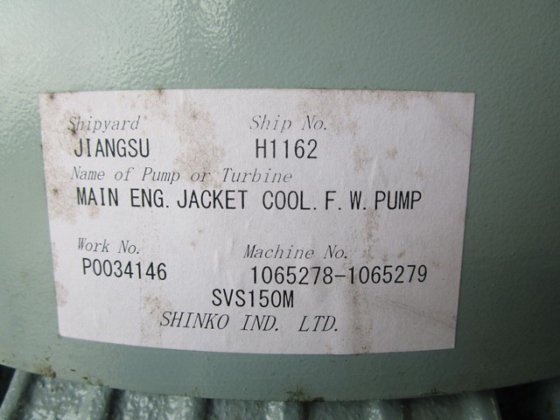 Shipyard Ship No.
JIANGSU H1162
Name of Pump or Turbine
MAIN ENG. JACKET COOL. F. W. PUMP
Work No. Machine No.
P0034146 1065278-1065279
SVS150M
SHINKO IND. LTD.